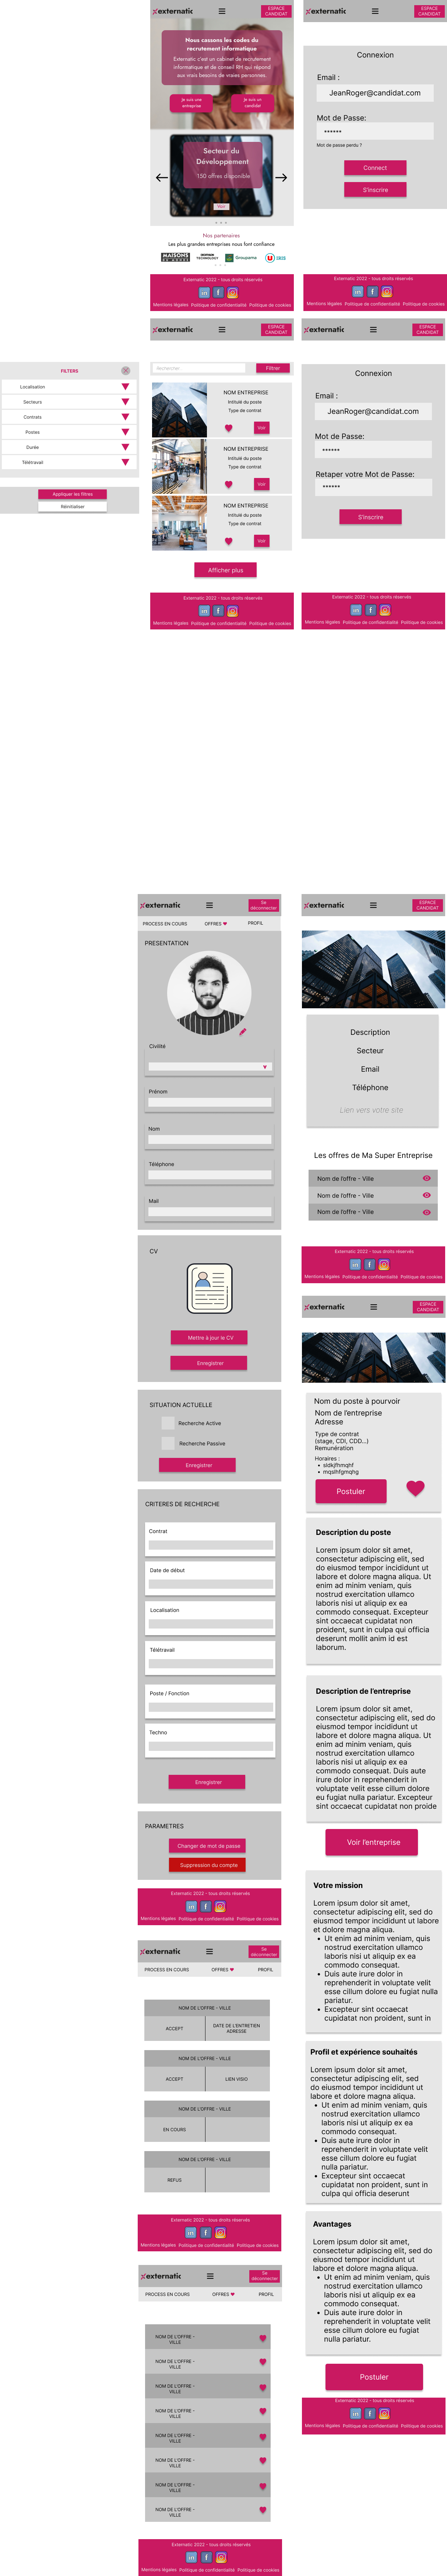 externatic
ESPACE
CANDIDAT
Nous cassons les codes du
recrutement informatique
Externatic c'est un cabinet de recrutement
informatique et de conseil RH qui répond
aux vrais besoins de vraies personnes.
Je suis une
entreprise
Je suis un
candidat
Secteur du
Développement
150 offres disponible
Voir
Nos partenaires
Les plus grandes entreprises nous font confiance
MAISONS
DU MONDE
TECHNOLOGY
Groupama
Externatic 2022 - tous droits réservés
Mentions légales Politique de confidentialité Politique de cookies
externatic
ESPACE
CANDIDAT
Connexion
Email :
JeanRoger@candidat.com
Mot de Passe:
******
Mot de passe perdu ?
Connect
S'inscrire
Externatic 2022 - tous droits réservés
Mentions légales Politique de confidentialité Politique de cookies
FILTERS
Localisation
Secteurs
Contrats
Postes
Durée
Télétravail
Appliquer les filtres
Réinitialiser
externatic
ESPACE
CANDIDAT
Rechercher
Filtrer
NOM ENTREPRISE
Intitulé du poste
Type de contrat
Voir
NOM ENTREPRISE
Intitulé du poste
Type de contrat
Voir
NOM ENTREPRISE
Intitulé du poste
Type de contrat
Voir
Afficher plus
Externatic 2022 - tous droits réservés
Mentions légales Politique de confidentialité Politique de cookies
externatic
ESPACE
CANDIDAT
Connexion
Email :
JeanRoger@candidat.com
Mot de Passe:
******
Retaper votre Mot de Passe:
******
S'inscrire
Externatic 2022 - tous droits réservés
Mentions légales Politique de confidentialité Politique de cookies
externatic
Se
déconnecter
PROCESS EN COURS OFFRES PROFIL
PRESENTATION
Civilité
Prénom
Nom
Téléphone
Mail
CV
Mettre à jour le CV
Enregistrer
SITUATION ACTUELLE
Recherche Active
Recherche Passive
Enregistrer
CRITERES DE RECHERCHE
Contrat
Date de début
Localisation
Télétravail
Poste / Fonction
Techno
Enregistrer
PARAMETRES
Changer de mot de passe
Suppression du compte
Externatic 2022 - tous droits réservés
Mentions légales Politique de confidentialité Politique de cookies
externatic
Se
déconnecter
PROCESS EN COURS OFFRES PROFIL
NOM DE L'OFFRE - VILLE
ACCEPT
DATE DE L'ENTRETIEN
ADRESSE
NOM DE L'OFFRE - VILLE
ACCEPT
LIEN VISIO
NOM DE L'OFFRE - VILLE
EN COURS
NOM DE L'OFFRE - VILLE
REFUS
Externatic 2022 - tous droits réservés
Mentions légales Politique de confidentialité Politique de cookies
externatic
Se
déconnecter
PROCESS EN COURS OFFRES PROFIL
NOM DE L'OFFRE -
VILLE
NOM DE L'OFFRE -
VILLE
NOM DE L'OFFRE -
VILLE
NOM DE L'OFFRE -
VILLE
NOM DE L'OFFRE -
VILLE
NOM DE L'OFFRE -
VILLE
NOM DE L'OFFRE -
VILLE
NOM DE L'OFFRE -
VILLE
Externatic 2022 - tous droits réservés
Mentions légales Politique de confidentialité Politique de cookies
externatic
ESPACE
CANDIDAT
Description
Secteur
Email
Téléphone
Lien vers votre site
Les offres de Ma Super Entreprise
Nom de l'offre - Ville
Nom de l'offre - Ville
Nom de l'offre - Ville
Externatic 2022 - tous droits réservés
Mentions légales Politique de confidentialité Politique de cookies
externatic
ESPACE
CANDIDAT
Nom du poste à pourvoir
Nom de l'entreprise
Adresse
Type de contrat
(stage, CDI, CDD...)
Remunération
Horaires :
• sidkjfhmqhf
• mqslhfgmqhg
Postuler
Description du poste
Lorem ipsum dolor sit amet,
consectetur adipiscing elit, sed
do eiusmod tempor incididunt ut
labore et dolore magna aliqua. Ut
enim ad minim veniam, quis
nostrud exercitation ullamco
laboris nisi ut aliquip ex ea
commodo consequat. Excepteur
sint occaecat cupidatat non
proident, sunt in culpa qui officia
deserunt mollit anim id est
laborum.
Description de l'entreprise
Lorem ipsum dolor sit amet,
consectetur adipiscing elit, sed do
eiusmod tempor incididunt ut
labore et dolore magna aliqua. Ut
enim ad minim veniam, quis
nostrud exercitation ullamco
laboris nisi ut aliquip ex ea
commodo consequat. Duis aute
irure dolor in reprehenderit in
voluptate velit esse cillum dolore
eu fugiat nulla pariatur. Excepteur
sint occaecat cupidatat non proide
Voir l'entreprise
Votre mission
Lorem ipsum dolor sit amet,
consectetur adipiscing elit, sed do
eiusmod tempor incididunt ut labore
et dolore magna aliqua.
• Ut enim ad minim veniam, quis
nostrud exercitation ullamco
laboris nisi ut aliquip ex ea
commodo consequat.
• Duis aute irure dolor in
reprehenderit in voluptate velit
esse cillum dolore eu fugiat nulla
pariatur.
• Excepteur sint occaecat
cupidatat non proident, sunt in
Profil et expérience souhaités
Lorem ipsum dolor sit amet,
consectetur adipiscing elit, sed
do eiusmod tempor incididunt ut
labore et dolore magna aliqua.
• Ut enim ad minim veniam, quis
nostrud exercitation ullamco
laboris nisi ut aliquip ex ea
commodo consequat.
• Duis aute irure dolor in
reprehenderit in voluptate velit
esse cillum dolore eu fugiat
nulla pariatur.
• Excepteur sint occaecat
cupidatat non proident, sunt in
culpa qui officia deserunt
Avantages
Lorem ipsum dolor sit amet,
consectetur adipiscing elit, sed do
eiusmod tempor incididunt ut
labore et dolore magna aliqua.
• Ut enim ad minim veniam, quis
nostrud exercitation ullamco
laboris nisi ut aliquip ex ea
commodo consequat.
• Duis aute irure dolor in
reprehenderit in voluptate velit
esse cillum dolore eu fugiat
nulla pariatur.
Postuler
Externatic 2022 - tous droits réservés
Mentions légales Politique de confidentialité Politique de cookies